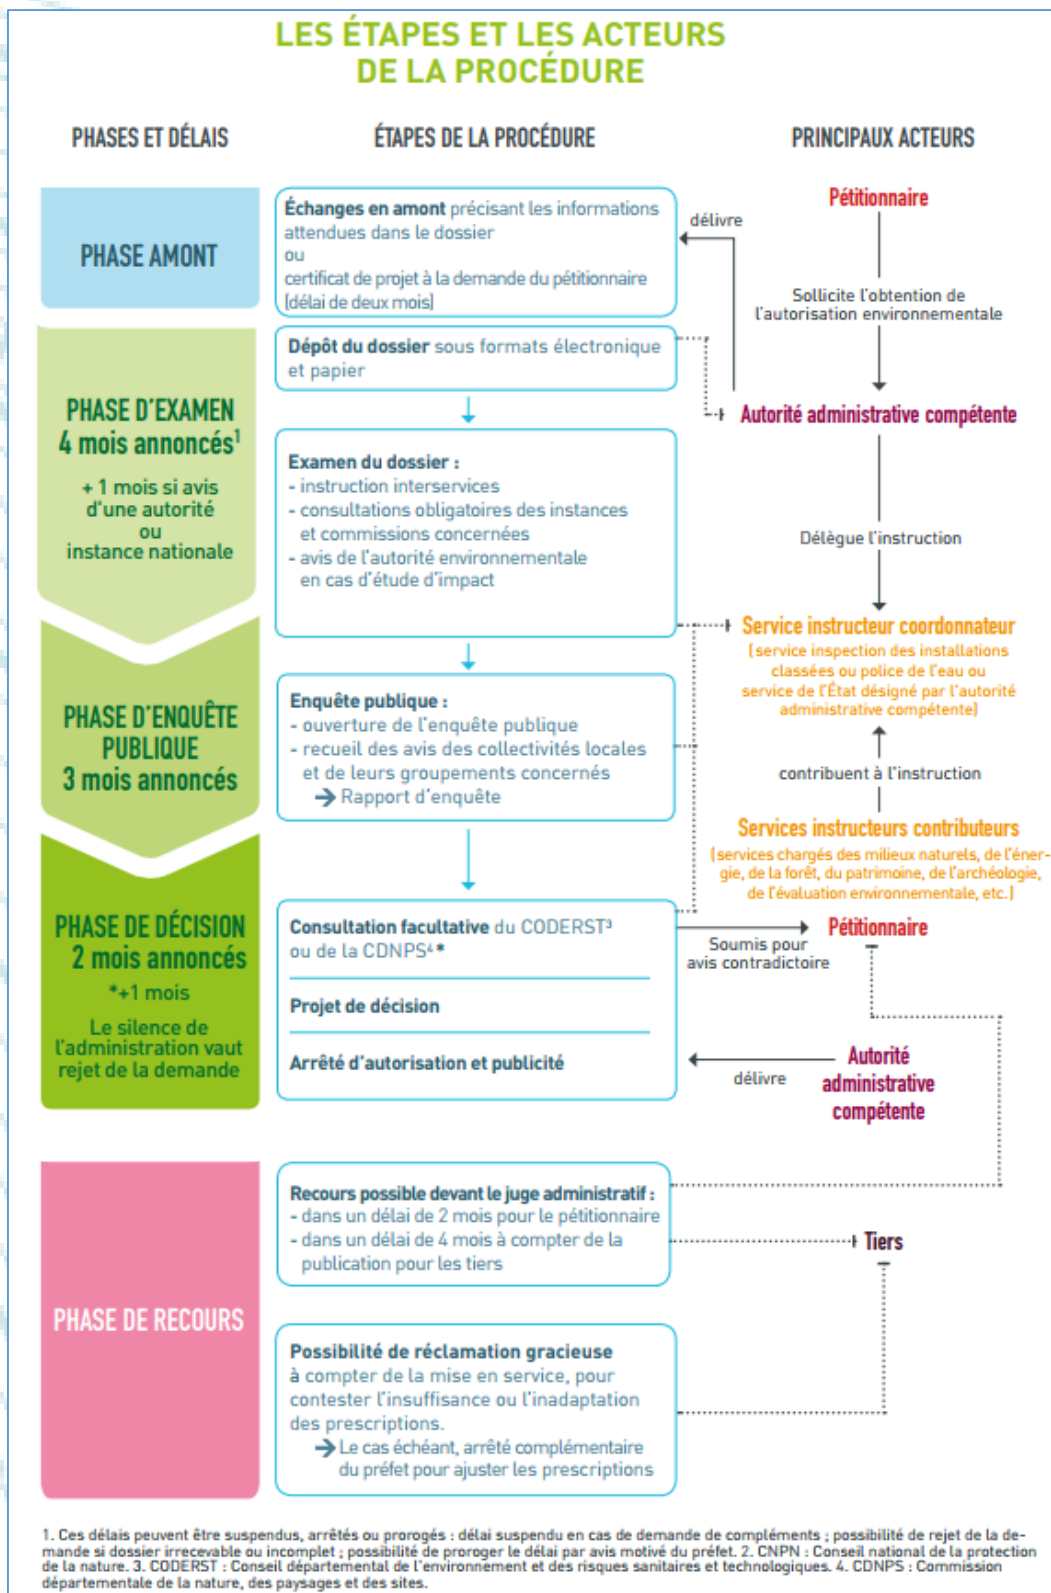 LES ÉTAPES ET LES ACTEURS
DE LA PROCÉDURE
PHASES ET DÉLAIS
ÉTAPES DE LA PROCÉDURE
PRINCIPAUX ACTEURS
PHASE AMONT
Échanges en amont précisant les informations
attendues dans le dossier
ou
certificat de projet à la demande du pétitionnaire
(délai de deux mois)
délivre
Pétitionnaire
Sollicite l'obtention de
l'autorisation environnementale
PHASE D'EXAMEN
4 mois annoncés¹
+ 1 mois si avis
d'une autorité
ou
instance nationale
Dépôt du dossier sous formats électronique
et papier
Autorité administrative compétente
Examen du dossier :
- instruction interservices
- consultations obligatoires des instances
et commissions concernées
- avis de l'autorité environnementale
en cas d'étude d'impact
Délègue l'instruction
Service instructeur coordonnateur
(service inspection des installations
classées ou police de l'eau ou
service de l'État désigné par l'autorité
administrative compétente)
PHASE D'ENQUÊTE
PUBLIQUE
3 mois annoncés
Enquête publique :
- ouverture de l'enquête publique
- recueil des avis des collectivités locales
et de leurs groupements concernés
→ Rapport d'enquête
contribuent à l'instruction
Services instructeurs contributeurs
(services chargés des milieux naturels, de l'éner-
gie, de la forêt, du patrimoine, de l'archéologie,
de l'évaluation environnementale, etc.)
PHASE DE DÉCISION
2 mois annoncés
*+1 mois
Le silence de
l'administration vaut
rejet de la demande
Consultation facultative du CODERST³
ou de la CDNPS⁴*
Projet de décision
Arrêté d'autorisation et publicité
Soumis pour
avis contradictoire
Pétitionnaire
délivre
Autorité
administrative
compétente
PHASE DE RECOURS
Recours possible devant le juge administratif :
- dans un délai de 2 mois pour le pétitionnaire
- dans un délai de 4 mois à compter de la
publication pour les tiers
Tiers
Possibilité de réclamation gracieuse
à compter de la mise en service, pour
contester l'insuffisance ou l'inadaptation
des prescriptions.
→ Le cas échéant, arrêté complémentaire
du préfet pour ajuster les prescriptions
1. Ces délais peuvent être suspendus, arrêtés ou prorogés : délai suspendu en cas de demande de compléments ; possibilité de rejet de la de-
mande si dossier irrecevable ou incomplet ; possibilité de proroger le délai par avis motivé du préfet. 2. CNPN : Conseil national de la protection
de la nature. 3. CODERST : Conseil départemental de l'environnement et des risques sanitaires et technologiques. 4. CDNPS : Commission
départementale de la nature, des paysages et des sites.